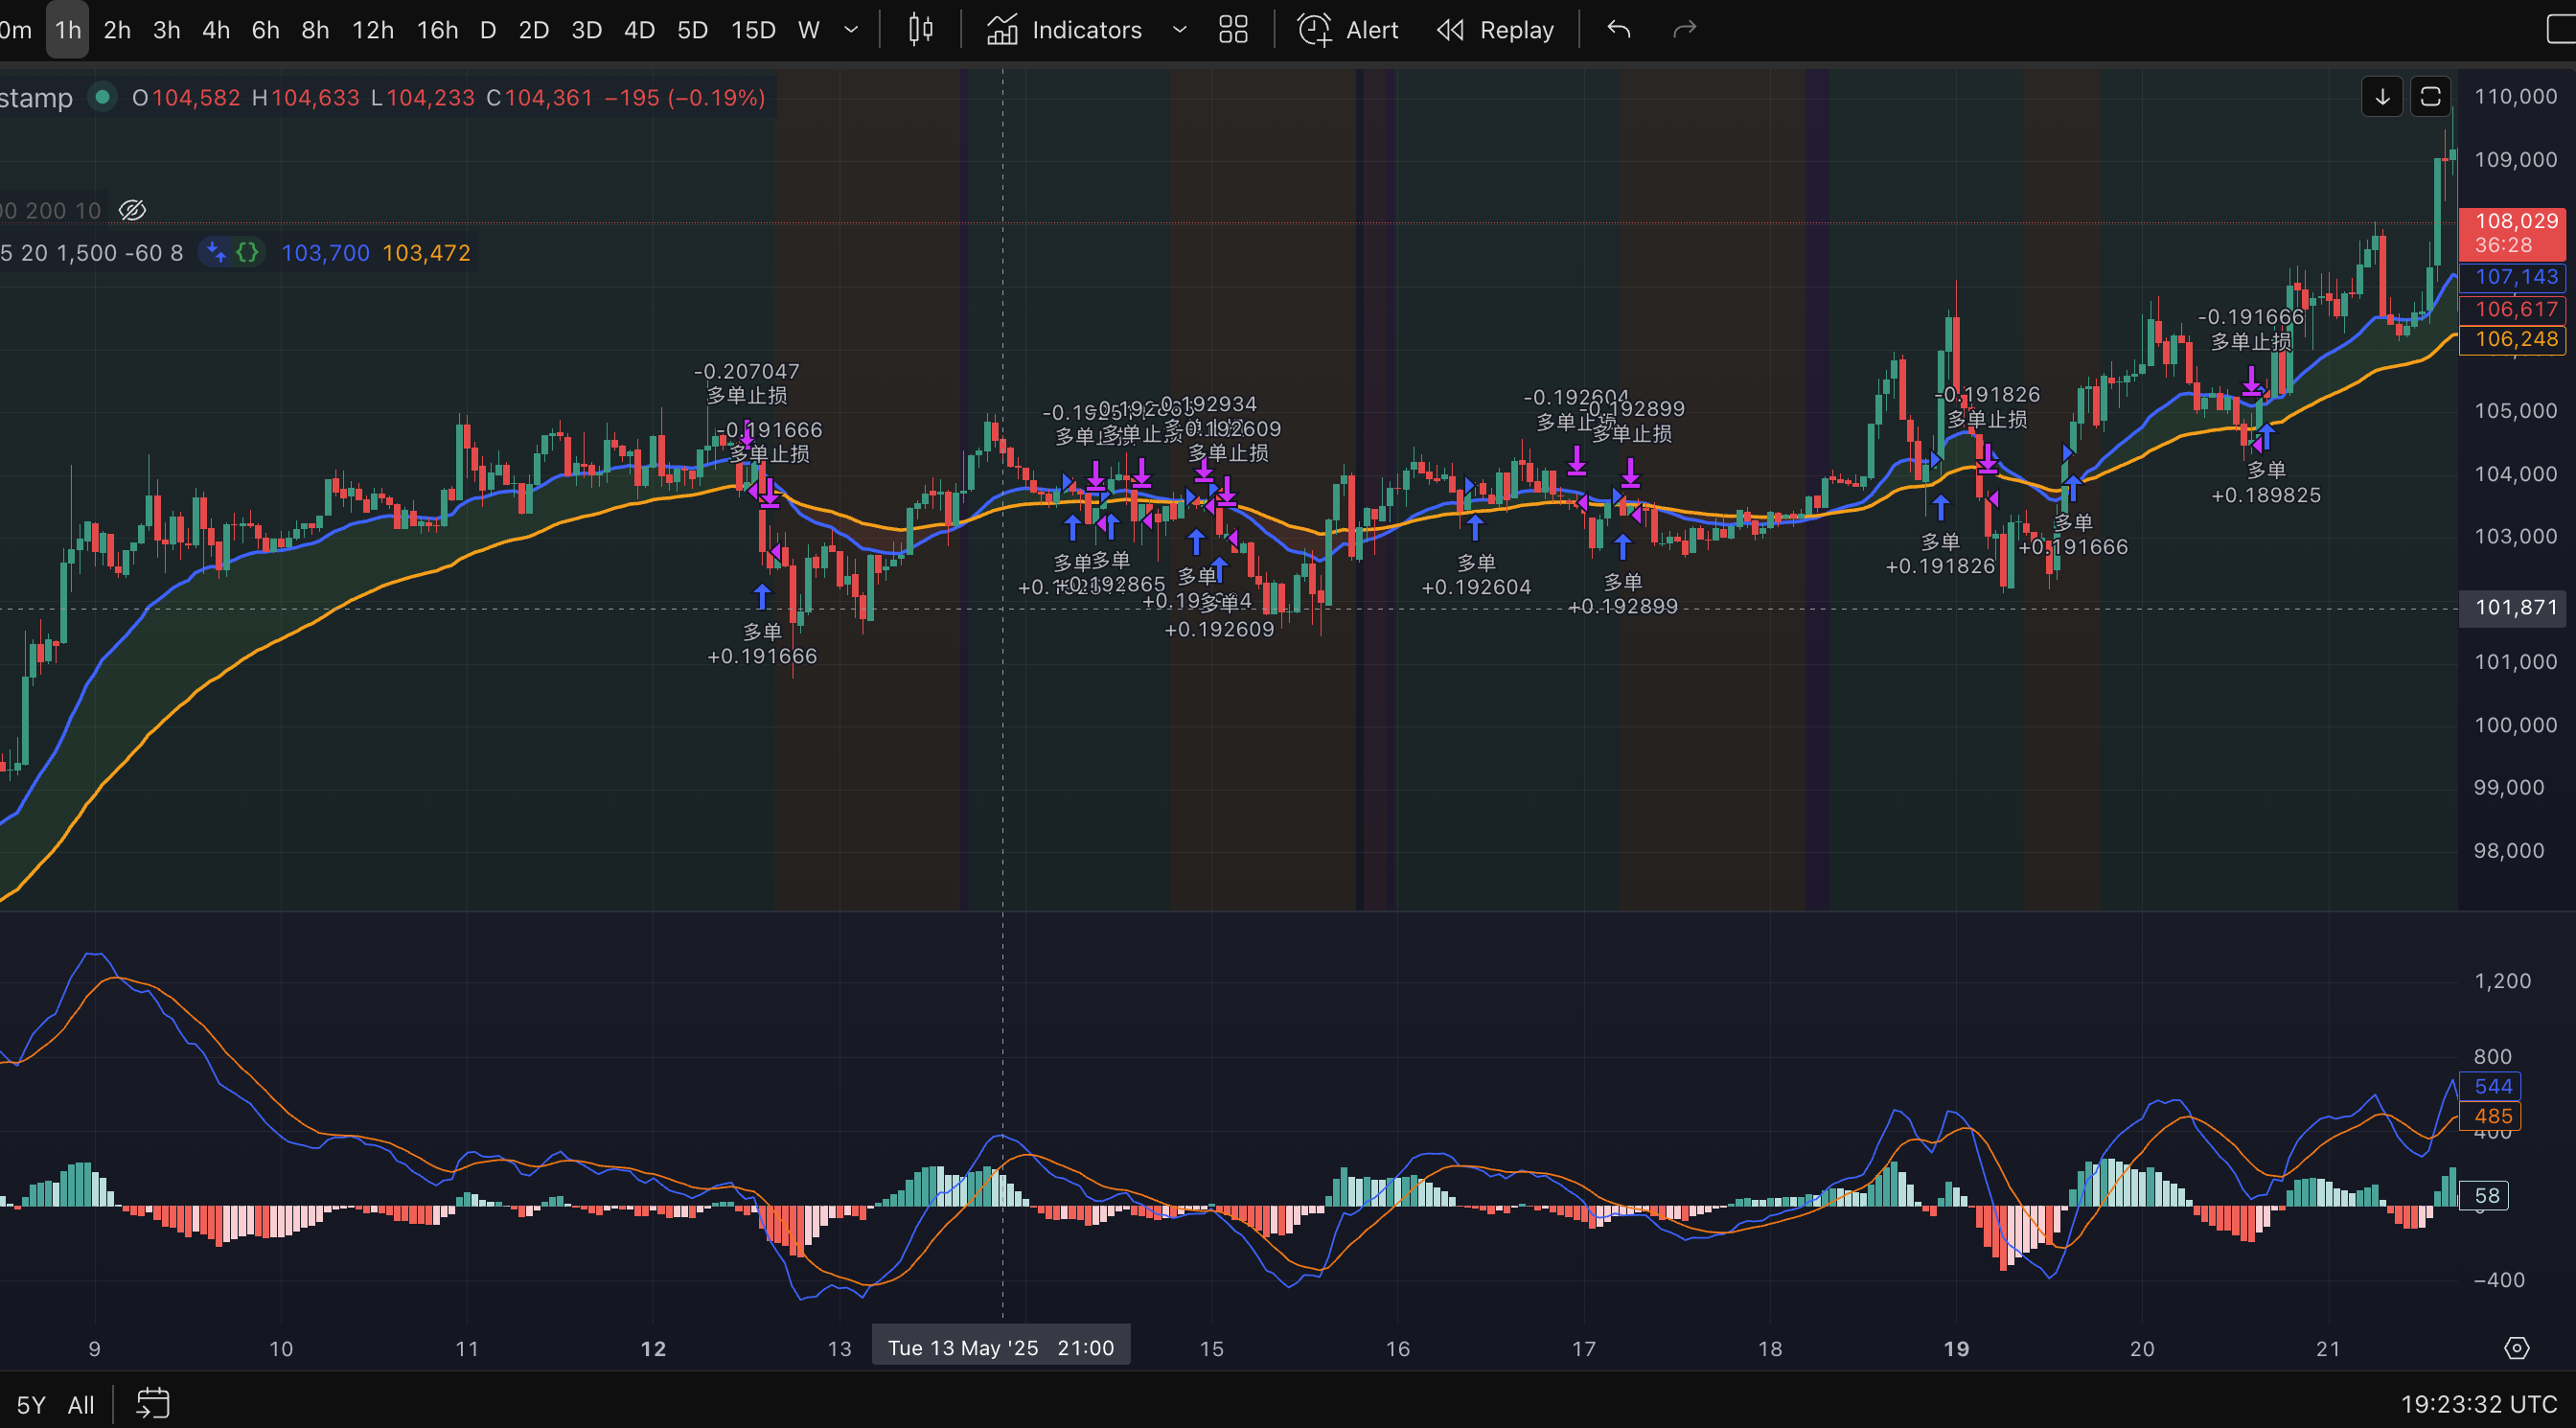 0m 1h 2h 3h 4h 6h 8h 12h 16h D 2D 3D 4D 5D 15D W Indicators Alert Replay
stamp O104,582 H104,633 L104,233 C104,361 −195 (−0.19%)
00 200 10
5 20 1,500 -60 8 103,700 103,472
-0.207047
多单止损
-0.191666
多单止损
多单
+0.191666
-0.192934
-0.192609
多单止损
多单
多单
+0.192865
多单
多单
+0.192609
-0.192604
多单止损
-0.192899
多单止损
多单
+0.192604
多单
+0.192899
-0.191826
多单止损
多单
+0.191826
多单
+0.191666
-0.191666
多单止损
多单
+0.189825
110,000
109,000
108,029
36:28
107,143
106,617
106,248
105,000
104,000
103,000
101,871
101,000
100,000
99,000
98,000
1,200
800
544
485
400
58
0
−400
9 10 11 12 13 Tue 13 May '25 21:00 15 16 17 18 19 20 21
5Y All
19:23:32 UTC